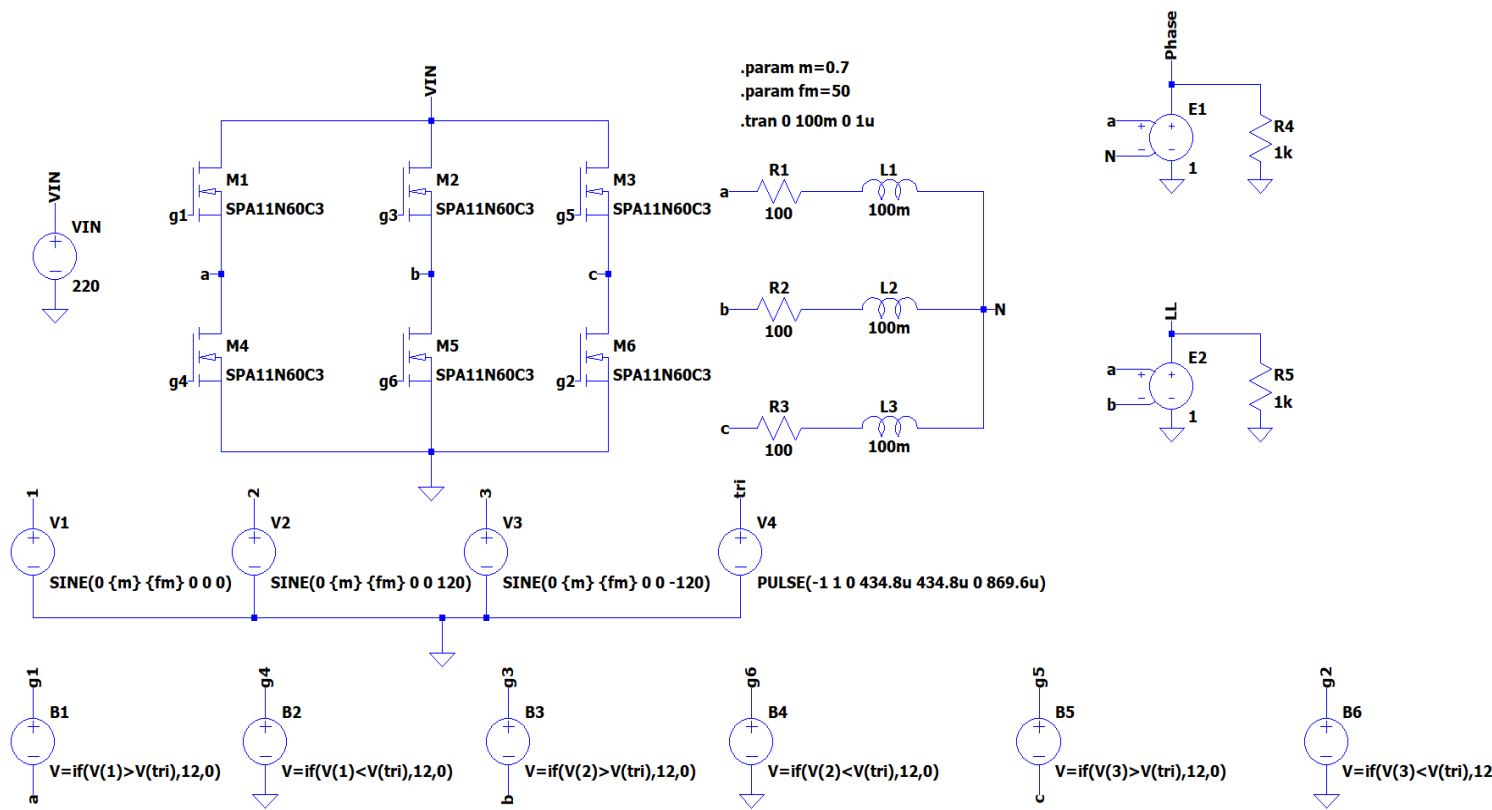 .param m=0.7
.param fm=50
.tran 0 100m 0 1u
VIN
VIN
VIN
220
M1
SPA11N60C3
g1
M2
SPA11N60C3
g3
M3
SPA11N60C3
g5
a
b
c
M4
SPA11N60C3
g4
M5
SPA11N60C3
g6
M6
SPA11N60C3
g2
a
R1
100
L1
100m
b
R2
100
L2
100m
N
c
R3
100
L3
100m
Phase
E1
a
N
1
R4
1k
LL
E2
a
b
1
R5
1k
1
V1
SINE(0 {m} {fm} 0 0 0)
2
V2
SINE(0 {m} {fm} 0 0 120)
3
V3
SINE(0 {m} {fm} 0 0 -120)
tri
V4
PULSE(-1 1 0 434.8u 434.8u 0 869.6u)
g1
B1
V=if(V(1)>V(tri),12,0)
a
g4
B2
V=if(V(1)<V(tri),12,0)
g3
B3
V=if(V(2)>V(tri),12,0)
b
g6
B4
V=if(V(2)<V(tri),12,0)
g5
B5
V=if(V(3)>V(tri),12,0)
c
g2
B6
V=if(V(3)<V(tri),12